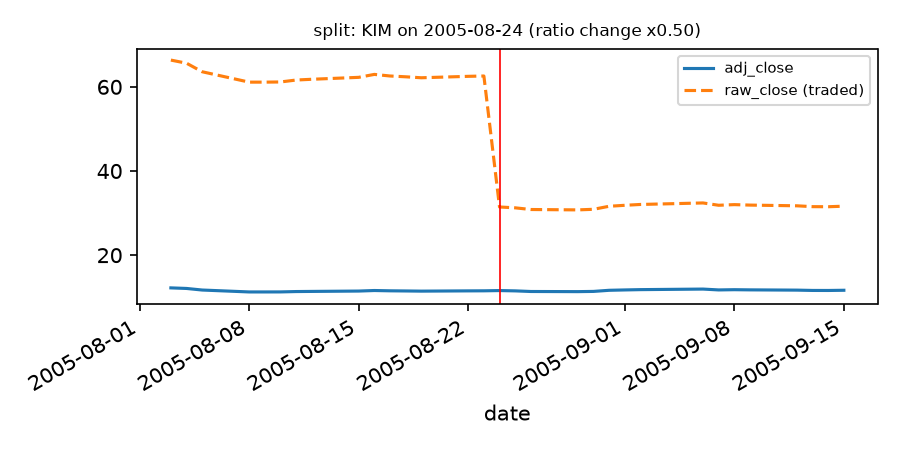 split: KIM on 2005-08-24 (ratio change x0.50)
adj_close
raw_close (traded)
60
40
20
2005-08-01
2005-08-08
2005-08-15
2005-08-22
2005-09-01
2005-09-08
2005-09-15
date